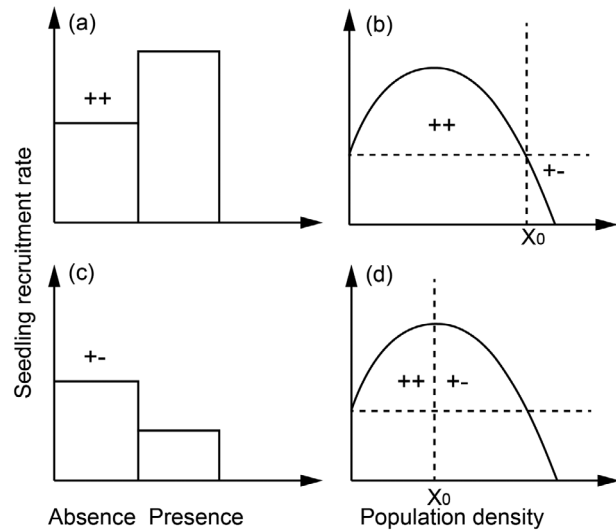 (a)
++
(b)
++
+-
X₀
Seedling recruitment rate
(c)
+-
(d)
++ +-
X₀
Absence Presence
Population density